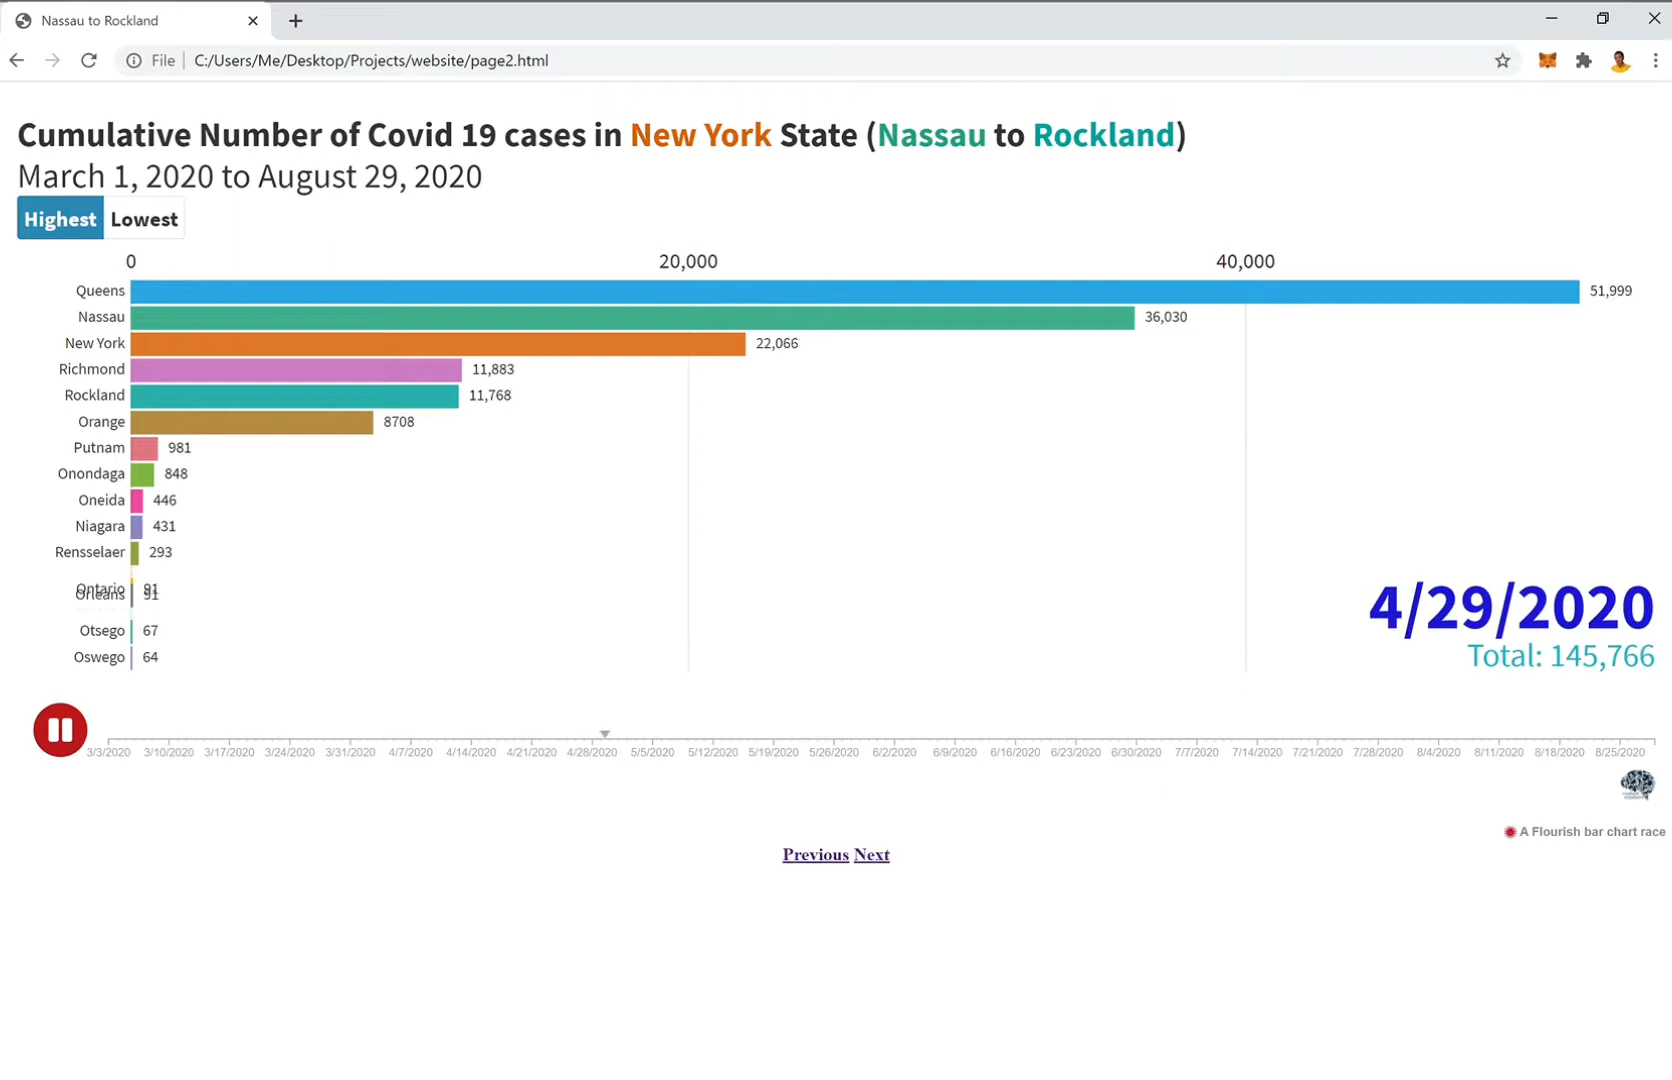 Nassau to Rockland
File
C:/Users/Me/Desktop/Projects/website/page2.html
Cumulative Number of Covid 19 cases in New York State (Nassau to Rockland)
March 1, 2020 to August 29, 2020
Highest Lowest
0 20,000 40,000
Queens 51,999
Nassau 36,030
New York 22,066
Richmond 11,883
Rockland 11,768
Orange 8708
Putnam 981
Onondaga 848
Oneida 446
Niagara 431
Rensselaer 293
Ontario 91
Orleans 91
Otsego 67
Oswego 64
4/29/2020
Total: 145,766
3/3/2020 3/10/2020 3/17/2020 3/24/2020 3/31/2020 4/7/2020 4/14/2020 4/21/2020 4/28/2020 5/5/2020 5/12/2020 5/19/2020 5/26/2020 6/2/2020 6/9/2020 6/16/2020 6/23/2020 6/30/2020 7/7/2020 7/14/2020 7/21/2020 7/28/2020 8/4/2020 8/11/2020 8/18/2020 8/25/2020
A Flourish bar chart race
Previous Next